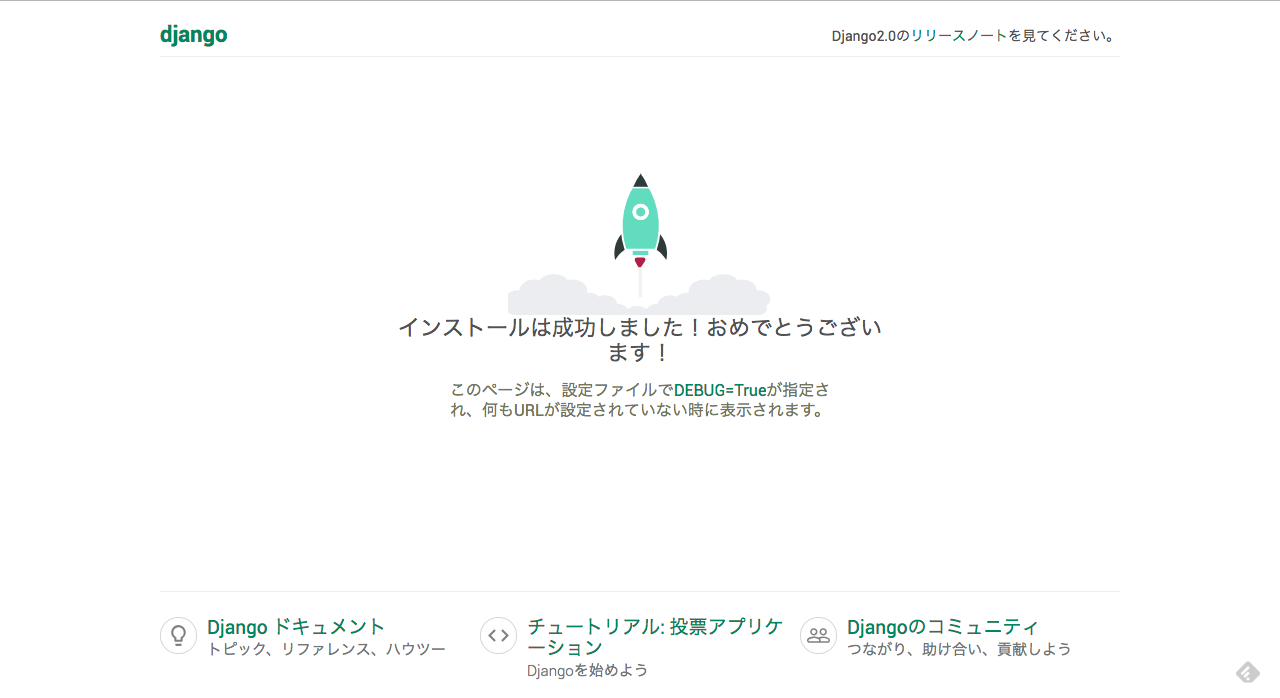 django
Django2.0のリリースノートを見てください。
インストールは成功しました！おめでとうござい
ます！
このページは、設定ファイルでDEBUG=Trueが指定さ
れ、何もURLが設定されていない時に表示されます。
Django ドキュメント
トピック、リファレンス、ハウツー
チュートリアル: 投票アプリケ
ーション
Djangoを始めよう
Djangoのコミュニティ
つながり、助け合い、貢献しよう